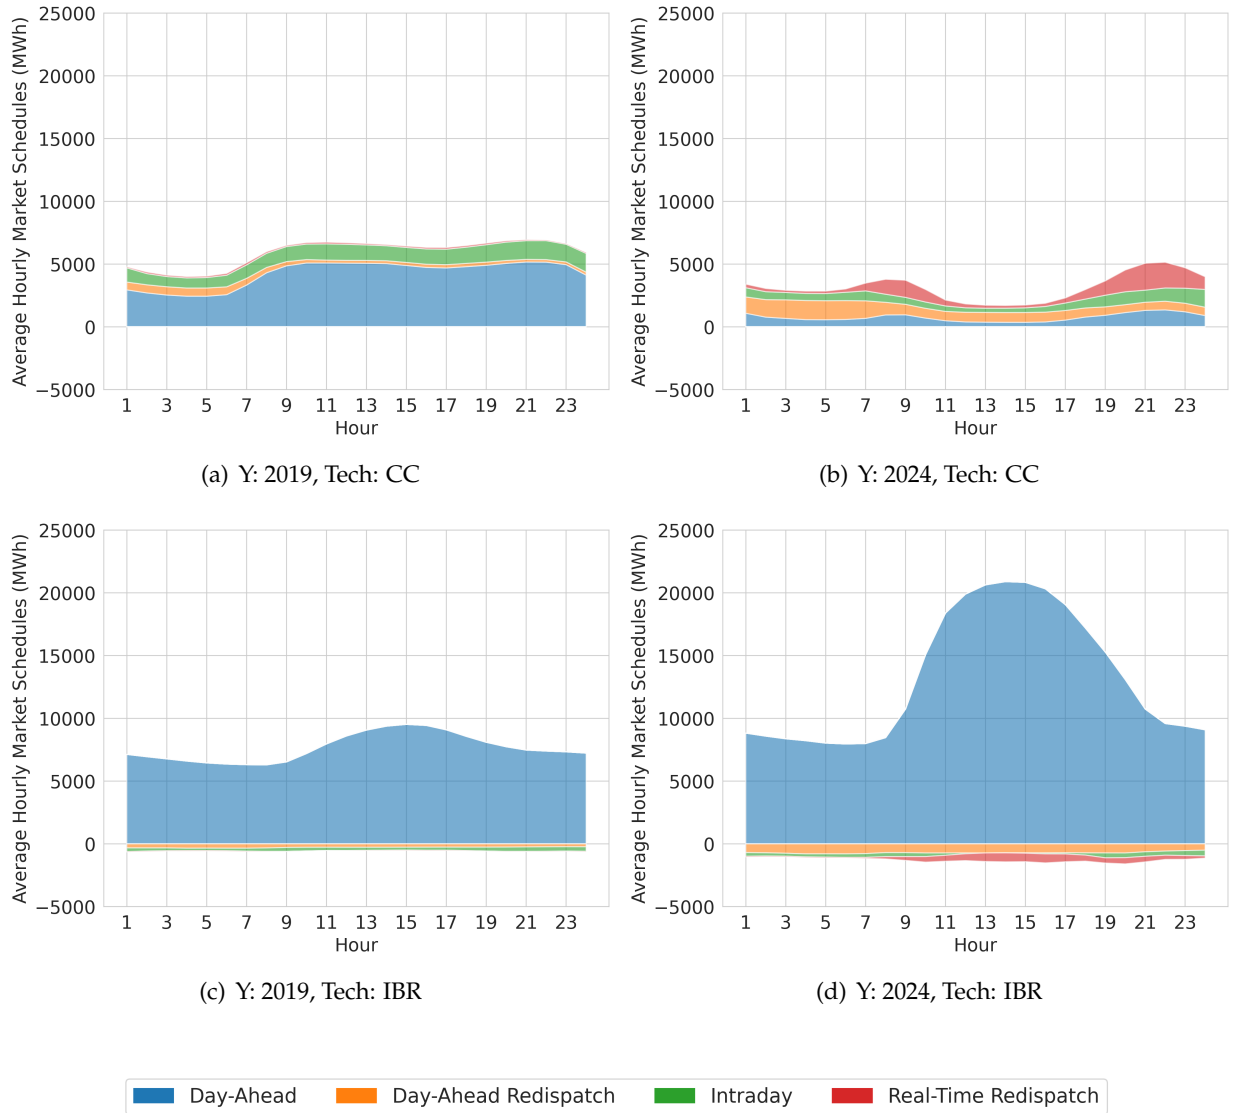 Average Hourly Market Schedules (MWh)
25000
20000
15000
10000
5000
0
−5000
1 3 5 7 9 11 13 15 17 19 21 23
Hour
(a) Y: 2019, Tech: CC
Average Hourly Market Schedules (MWh)
25000
20000
15000
10000
5000
0
−5000
1 3 5 7 9 11 13 15 17 19 21 23
Hour
(b) Y: 2024, Tech: CC
Average Hourly Market Schedules (MWh)
25000
20000
15000
10000
5000
0
−5000
1 3 5 7 9 11 13 15 17 19 21 23
Hour
(c) Y: 2019, Tech: IBR
Average Hourly Market Schedules (MWh)
25000
20000
15000
10000
5000
0
−5000
1 3 5 7 9 11 13 15 17 19 21 23
Hour
(d) Y: 2024, Tech: IBR
Day-Ahead Day-Ahead Redispatch Intraday Real-Time Redispatch